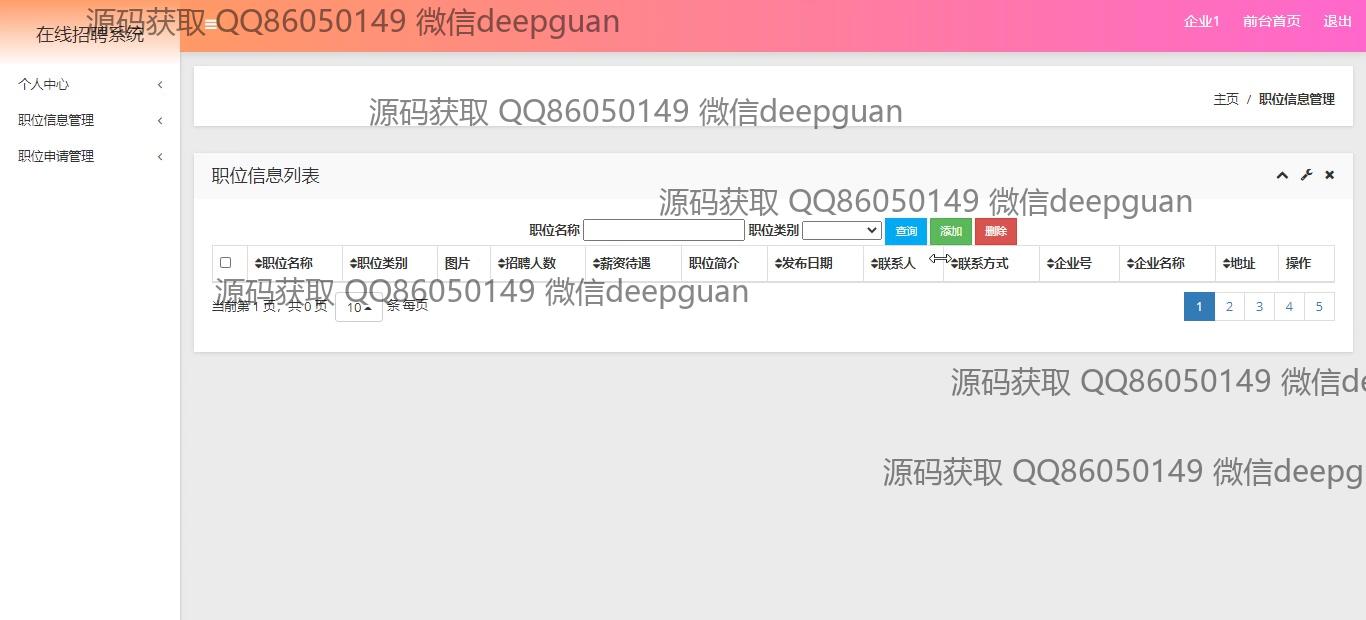 在线招聘系统
源码获取 QQ86050149 微信deepguan
企业1 前台首页 退出
个人中心
职位信息管理
职位申请管理
主页 / 职位信息管理
源码获取 QQ86050149 微信deepguan
职位信息列表
源码获取 QQ86050149 微信deepguan
职位名称 职位类别 查询 添加 删除
职位名称 职位类别 图片 招聘人数 薪资待遇 职位简介 发布日期 联系人 联系方式 企业号 企业名称 地址 操作
源码获取 QQ86050149 微信deepguan
当前第 1 页，共 0 页 10 条每页 1 2 3 4 5
源码获取 QQ86050149 微信de
源码获取 QQ86050149 微信deepg